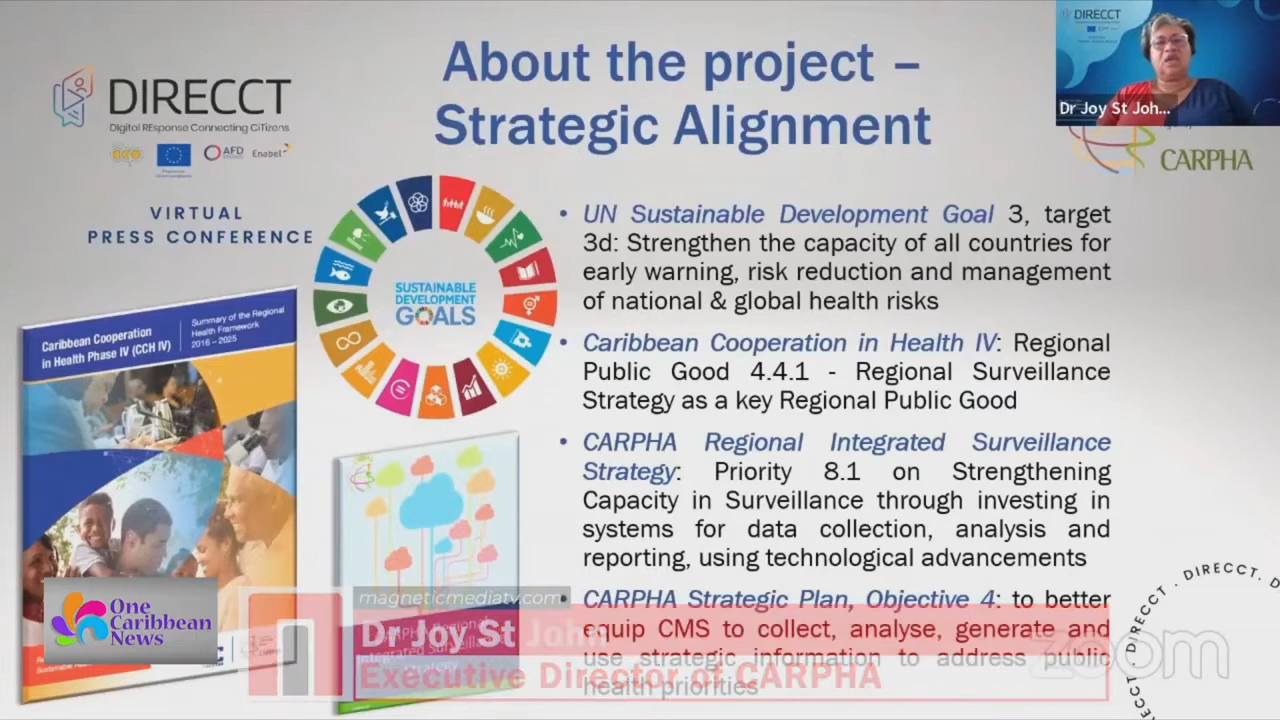 About the project –
Strategic Alignment
DIRECCT
Digital REsponse Connecting CiTizens
AFD
Enabel
VIRTUAL
PRESS CONFERENCE
DIRECCT
Dr Joy St Joh...
CARPHA
SUSTAINABLE
DEVELOPMENT
GOALS
• UN Sustainable Development Goal 3, target
3d: Strengthen the capacity of all countries for
early warning, risk reduction and management
of national & global health risks
• Caribbean Cooperation in Health IV: Regional
Public Good 4.4.1 - Regional Surveillance
Strategy as a key Regional Public Good
• CARPHA Regional Integrated Surveillance
Strategy: Priority 8.1 on Strengthening
Capacity in Surveillance through investing in
systems for data collection, analysis and
reporting, using technological advancements
• CARPHA Strategic Plan, Objective 4: to better
equip CMS to collect, analyse, generate and
use strategic information to address public
health priorities
Caribbean Cooperation
in Health Phase IV (CCH IV)
Summary of the Regional
Health Framework
2016 – 2025
One
Caribbean
News
magneticmediatv.com
Dr Joy St John
Executive Director of CARPHA
zoom
DIRECCT . DIRECCT . D